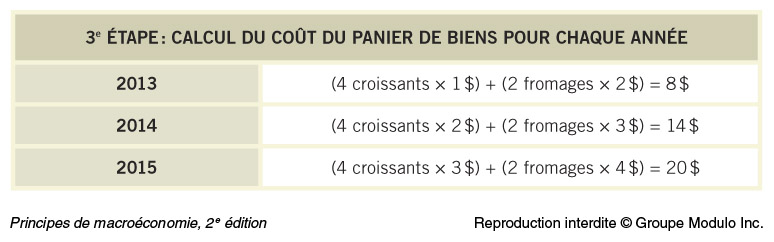 3e ÉTAPE : CALCUL DU COÛT DU PANIER DE BIENS POUR CHAQUE ANNÉE
2013 (4 croissants × 1 $) + (2 fromages × 2 $) = 8 $
2014 (4 croissants × 2 $) + (2 fromages × 3 $) = 14 $
2015 (4 croissants × 3 $) + (2 fromages × 4 $) = 20 $
Principes de macroéconomie, 2e édition Reproduction interdite © Groupe Modulo Inc.